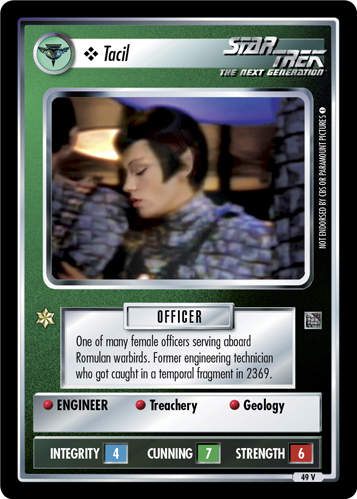 ❖ Tacil
STAR TREK
THE NEXT GENERATION
NOT ENDORSED BY CBS OR PARAMOUNT PICTURES
OFFICER
One of many female officers serving aboard
Romulan warbirds. Former engineering technician
who got caught in a temporal fragment in 2369.
ENGINEER Treachery Geology
INTEGRITY 4 CUNNING 7 STRENGTH 6
49 V